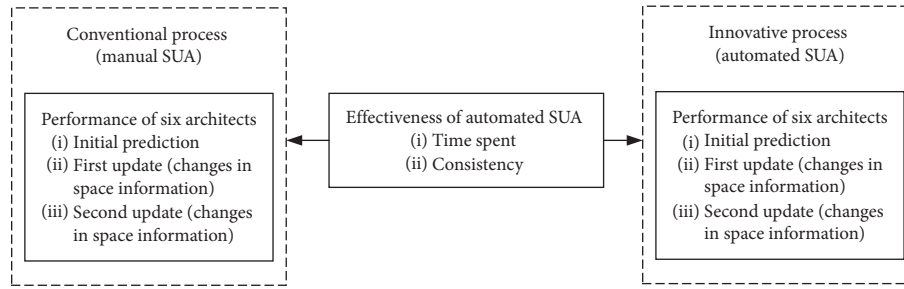 Conventional process
(manual SUA)
Performance of six architects
(i) Initial prediction
(ii) First update (changes in
space information)
(iii) Second update (changes
in space information)
Effectiveness of automated SUA
(i) Time spent
(ii) Consistency
Innovative process
(automated SUA)
Performance of six architects
(i) Initial prediction
(ii) First update (changes in
space information)
(iii) Second update (changes
in space information)